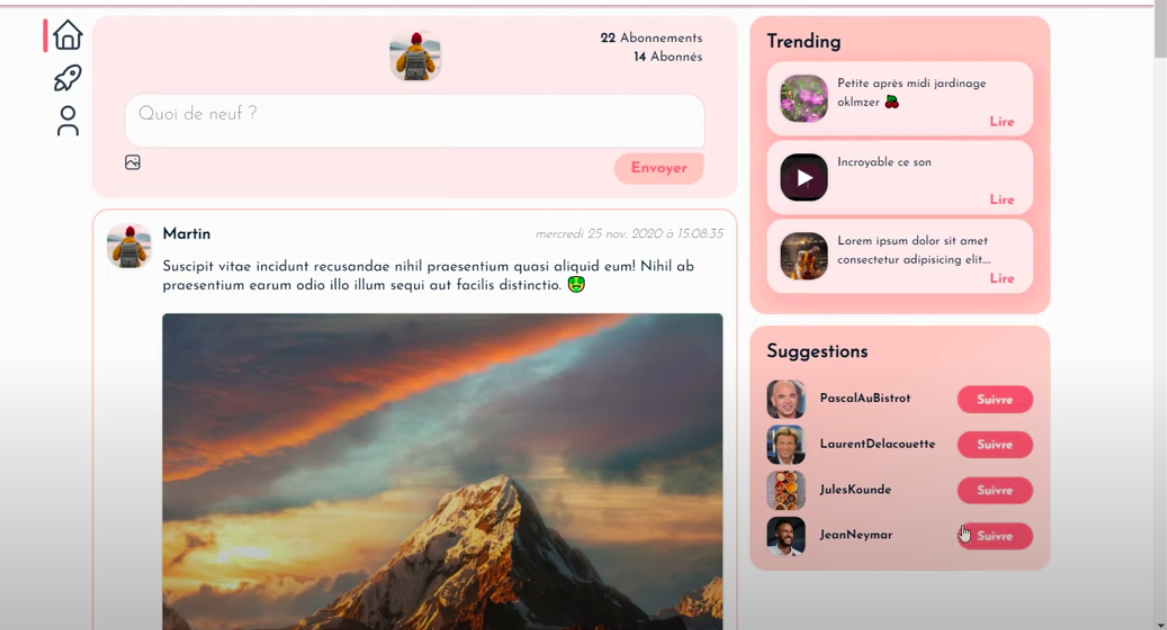 22 Abonnements
14 Abonnés
Quoi de neuf ?
Envoyer
Martin
mercredi 25 nov. 2020 à 15:08:35
Suscipit vitae incidunt recusandae nihil praesentium quasi aliquid eum! Nihil ab
praesentium earum odio illo illum sequi aut facilis distinctio. 🤑
Trending
Petite après midi jardinage
oklmzer 🍒
Lire
Incroyable ce son
Lire
Lorem ipsum dolor sit amet
consectetur adipisicing elit...
Lire
Suggestions
PascalAuBistrot
Suivre
LaurentDelacouette
Suivre
JulesKounde
Suivre
JeanNeymar
Suivre